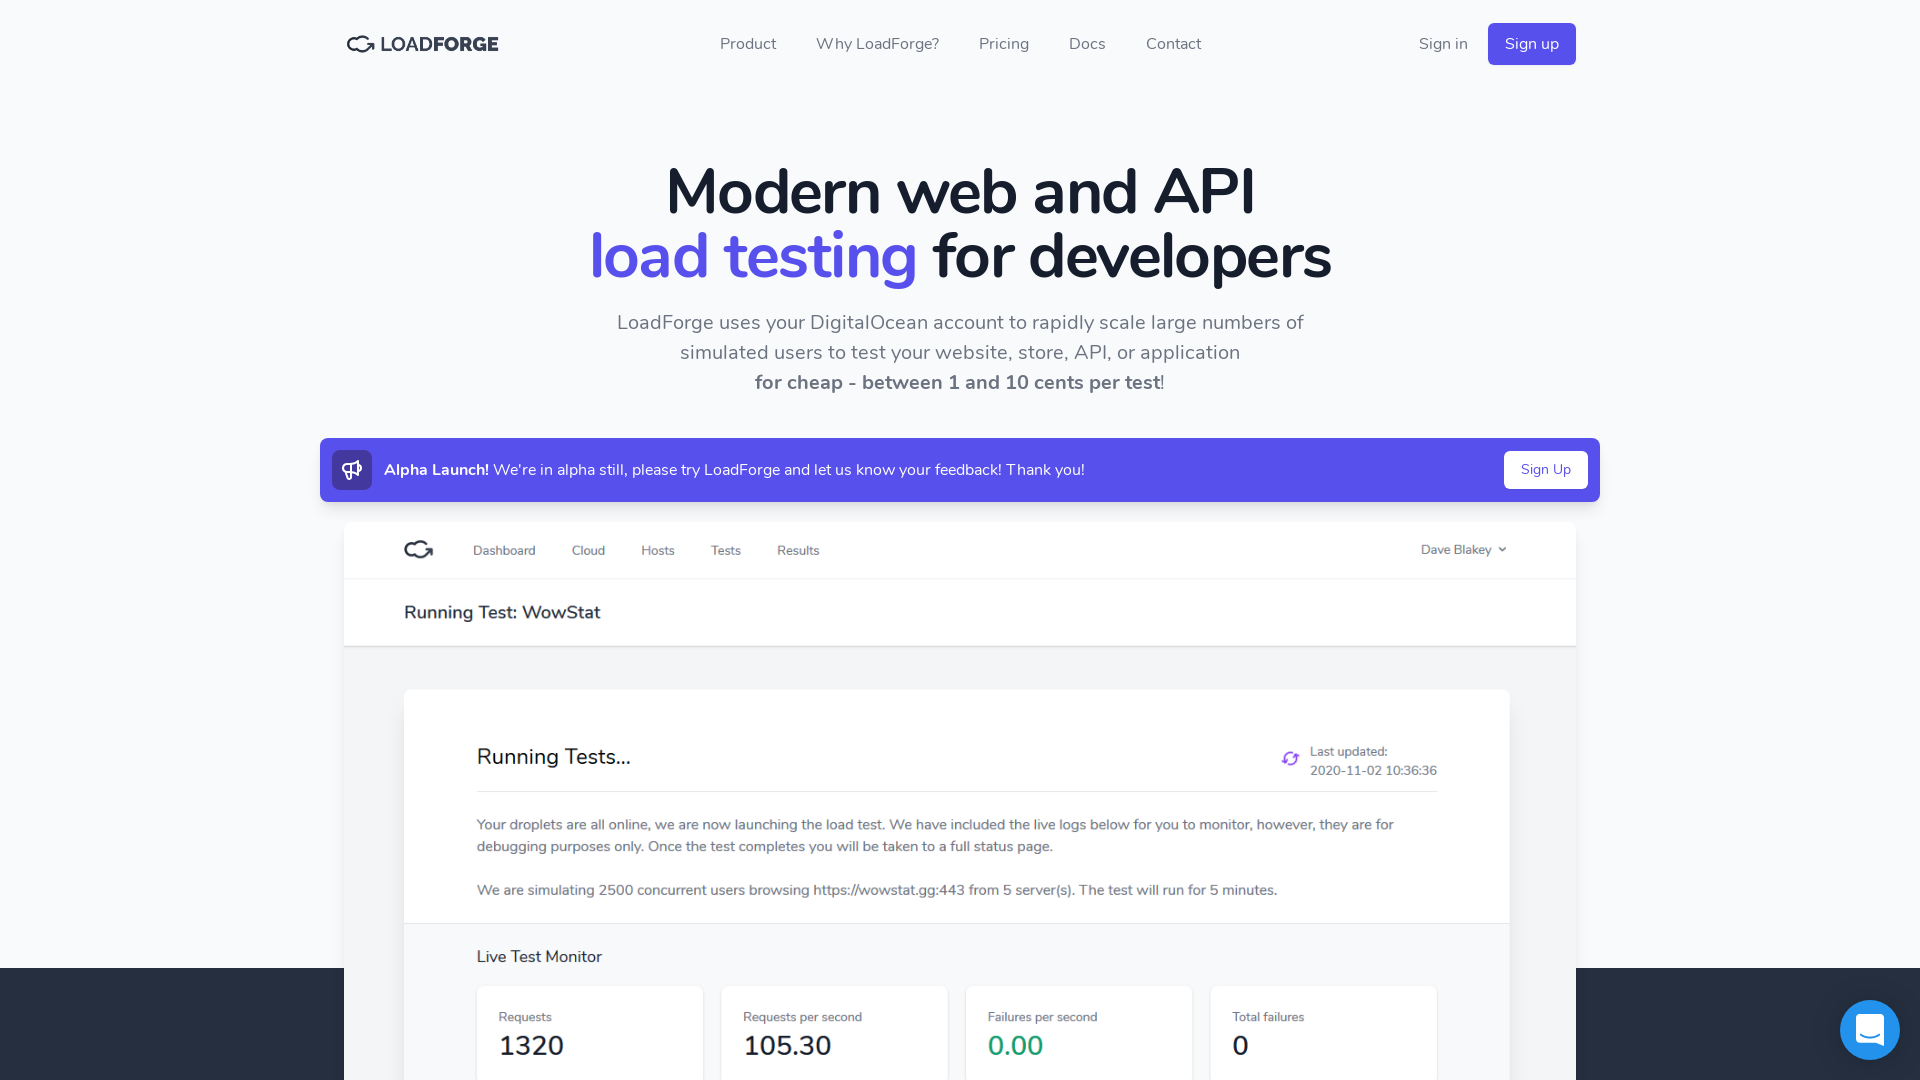 LOADFORGE
Product
Why LoadForge?
Pricing
Docs
Contact
Sign in
Sign up
Modern web and API
load testing for developers
LoadForge uses your DigitalOcean account to rapidly scale large numbers of
simulated users to test your website, store, API, or application
for cheap - between 1 and 10 cents per test!
Alpha Launch! We're in alpha still, please try LoadForge and let us know your feedback! Thank you!
Sign Up
Dashboard
Cloud
Hosts
Tests
Results
Dave Blakey
Running Test: WowStat
Running Tests...
Last updated:
2020-11-02 10:36:36
Your droplets are all online, we are now launching the load test. We have included the live logs below for you to monitor, however, they are for
debugging purposes only. Once the test completes you will be taken to a full status page.
We are simulating 2500 concurrent users browsing https://wowstat.gg:443 from 5 server(s). The test will run for 5 minutes.
Live Test Monitor
Requests
1320
Requests per second
105.30
Failures per second
0.00
Total failures
0